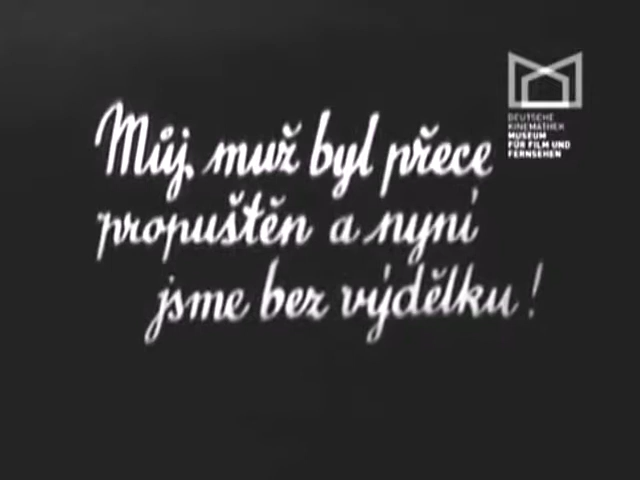 Můj muž byl přece
propuštěn a nyní
jsme bez výdělku!
DEUTSCHE
KINEMATHEK
MUSEUM
FÜR FILM UND
FERNSEHEN